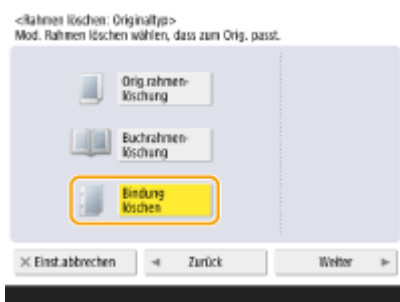 <Rahmen löschen: Originaltyp>
Mod. Rahmen löschen wählen, dass zum Orig. passt.
Orig.rahmen-
löschung
Buchrahmen-
löschung
Bindung
löschen
× Einst.abbrechen
◄ Zurück
Weiter ►